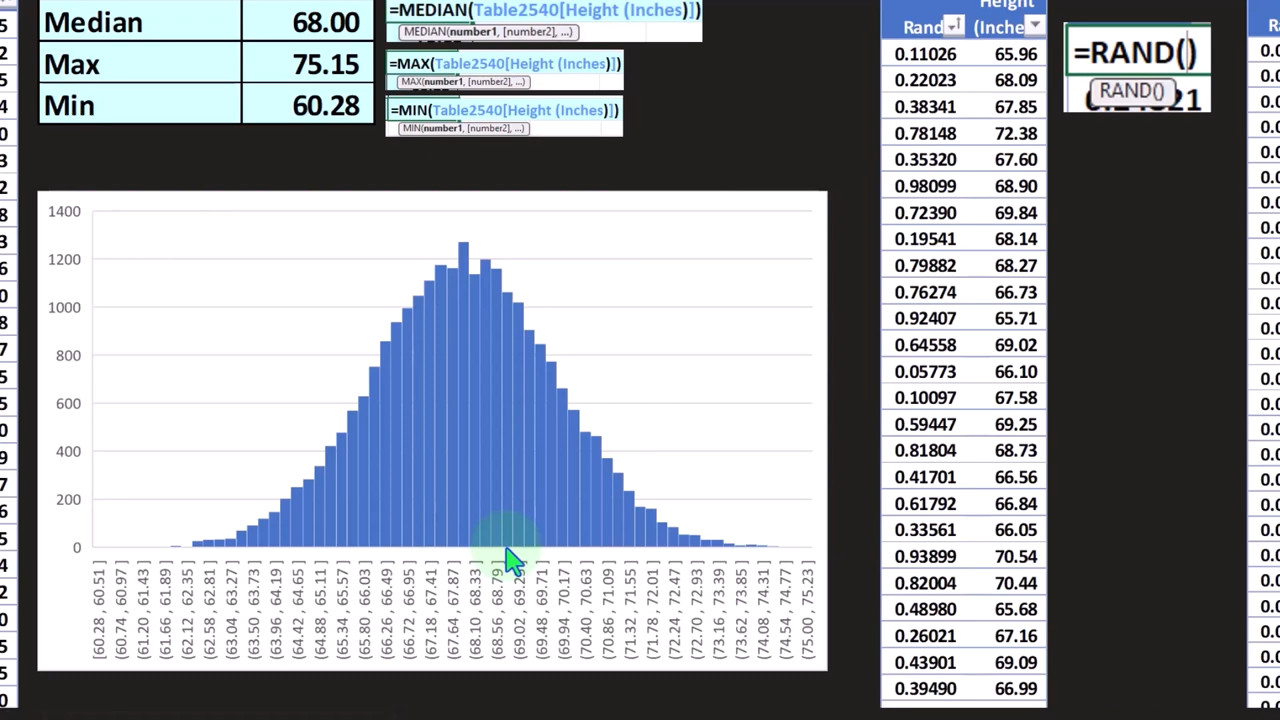 Median 68.00 =MEDIAN(Table2540[Height (Inches)])
MEDIAN(number1, [number2], ...)
Max 75.15 =MAX(Table2540[Height (Inches)])
MAX(number1, [number2], ...)
Min 60.28 =MIN(Table2540[Height (Inches)])
MIN(number1, [number2], ...)
1400
1200
1000
800
600
400
200
0
[60.28 , 60.51]
(60.74 , 60.97]
(61.20 , 61.43]
(61.66 , 61.89]
(62.12 , 62.35]
(62.58 , 62.81]
(63.04 , 63.27]
(63.50 , 63.73]
(63.96 , 64.19]
(64.42 , 64.65]
(64.88 , 65.11]
(65.34 , 65.57]
(65.80 , 66.03]
(66.26 , 66.49]
(66.72 , 66.95]
(67.18 , 67.41]
(67.64 , 67.87]
(68.10 , 68.33]
(68.56 , 68.79]
(69.02 ,
(69.48 , 69.71]
(69.94 , 70.17]
(70.40 , 70.63]
(70.86 , 71.09]
(71.32 , 71.55]
(71.78 , 72.01]
(72.24 , 72.47]
(72.70 , 72.93]
(73.16 , 73.39]
(73.62 , 73.85]
(74.08 , 74.31]
(74.54 , 74.77]
(75.00 , 75.23]
Height
Rand (Inche
0.11026 65.96
0.22023 68.09
0.38341 67.85
0.78148 72.38
0.35320 67.60
0.98099 68.90
0.72390 69.84
0.19541 68.14
0.79882 68.27
0.76274 66.73
0.92407 65.71
0.64558 69.02
0.05773 66.10
0.10097 67.58
0.59447 69.25
0.81804 68.73
0.41701 66.56
0.61792 66.84
0.33561 66.05
0.93899 70.54
0.82004 70.44
0.48980 65.68
0.26021 67.16
0.43901 69.09
0.39490 66.99
=RAND()
RAND()